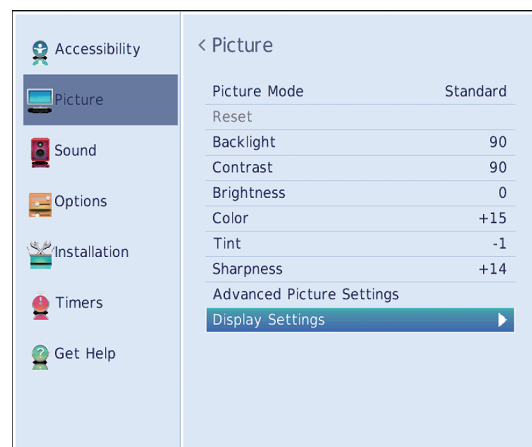 Accessibility
Picture
Sound
Options
Installation
Timers
Get Help
< Picture
Picture Mode Standard
Reset
Backlight 90
Contrast 90
Brightness 0
Color +15
Tint -1
Sharpness +14
Advanced Picture Settings
Display Settings